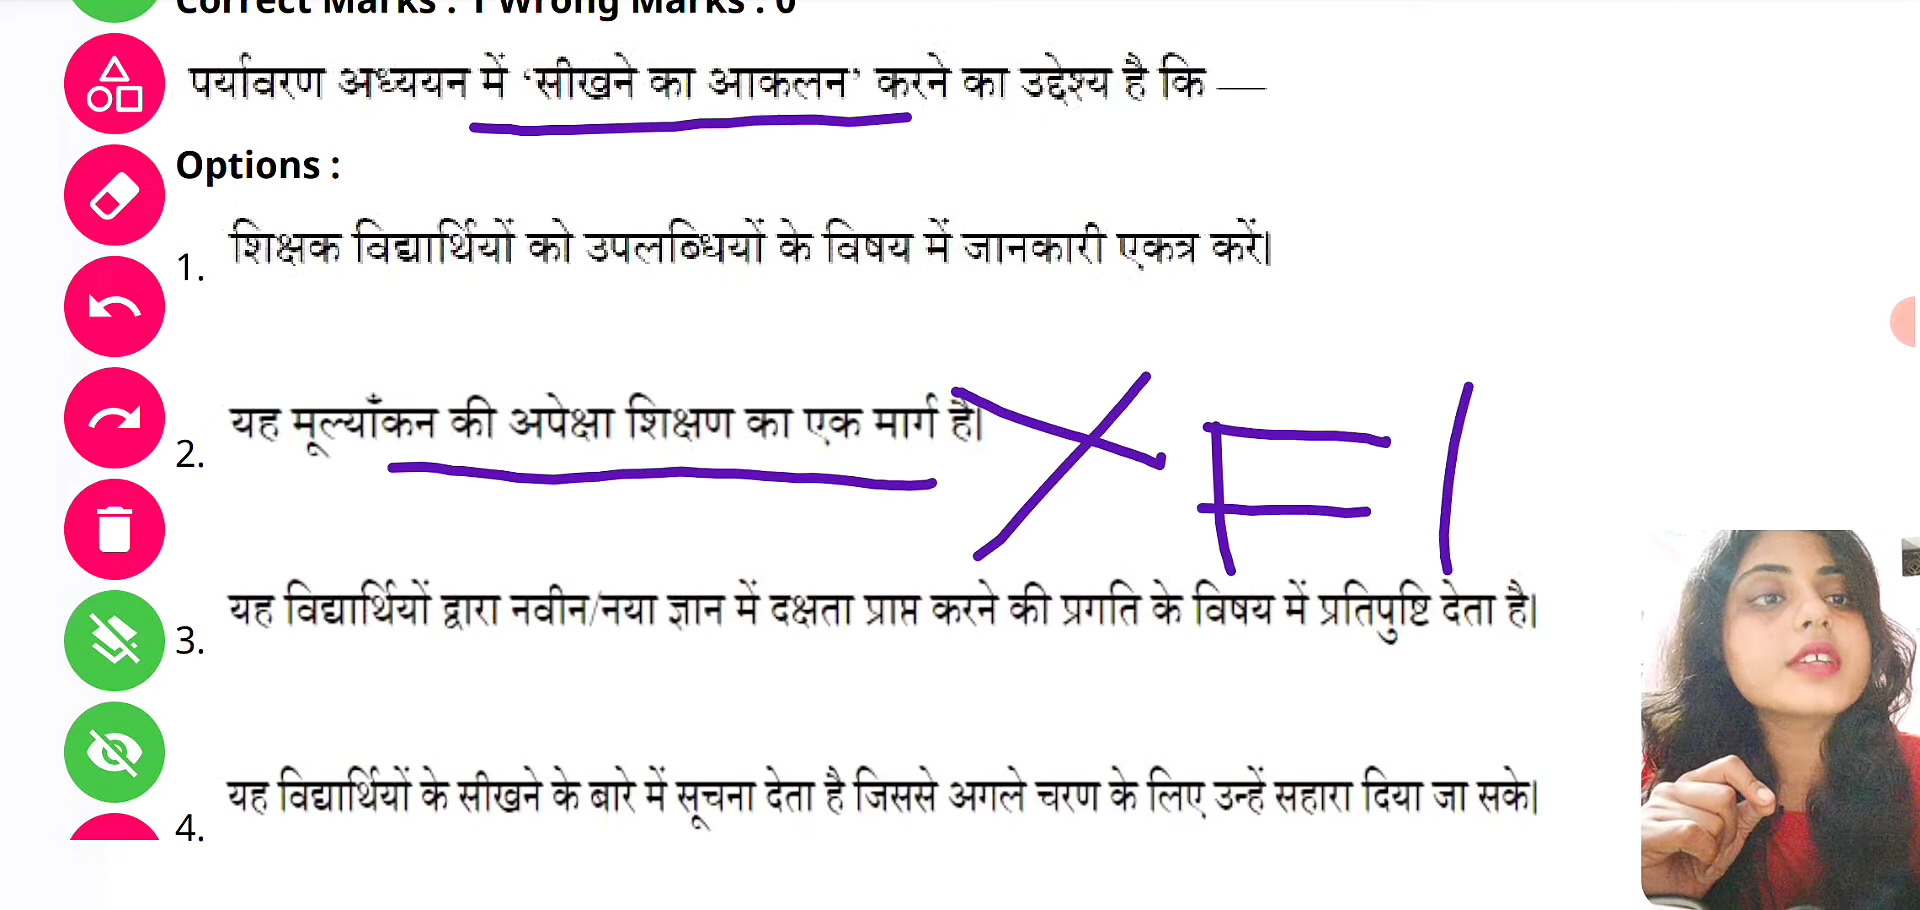 Correct Marks : 1 Wrong Marks : 0
पर्यावरण अध्ययन में ‘सीखने का आकलन’ करने का उद्देश्य है कि —
Options :
1. शिक्षक विद्यार्थियों को उपलब्धियों के विषय में जानकारी एकत्र करें।
2. यह मूल्याँकन की अपेक्षा शिक्षण का एक मार्ग है।
3. यह विद्यार्थियों द्वारा नवीन/नया ज्ञान में दक्षता प्राप्त करने की प्रगति के विषय में प्रतिपुष्टि देता है।
4. यह विद्यार्थियों के सीखने के बारे में सूचना देता है जिससे अगले चरण के लिए उन्हें सहारा दिया जा सके।